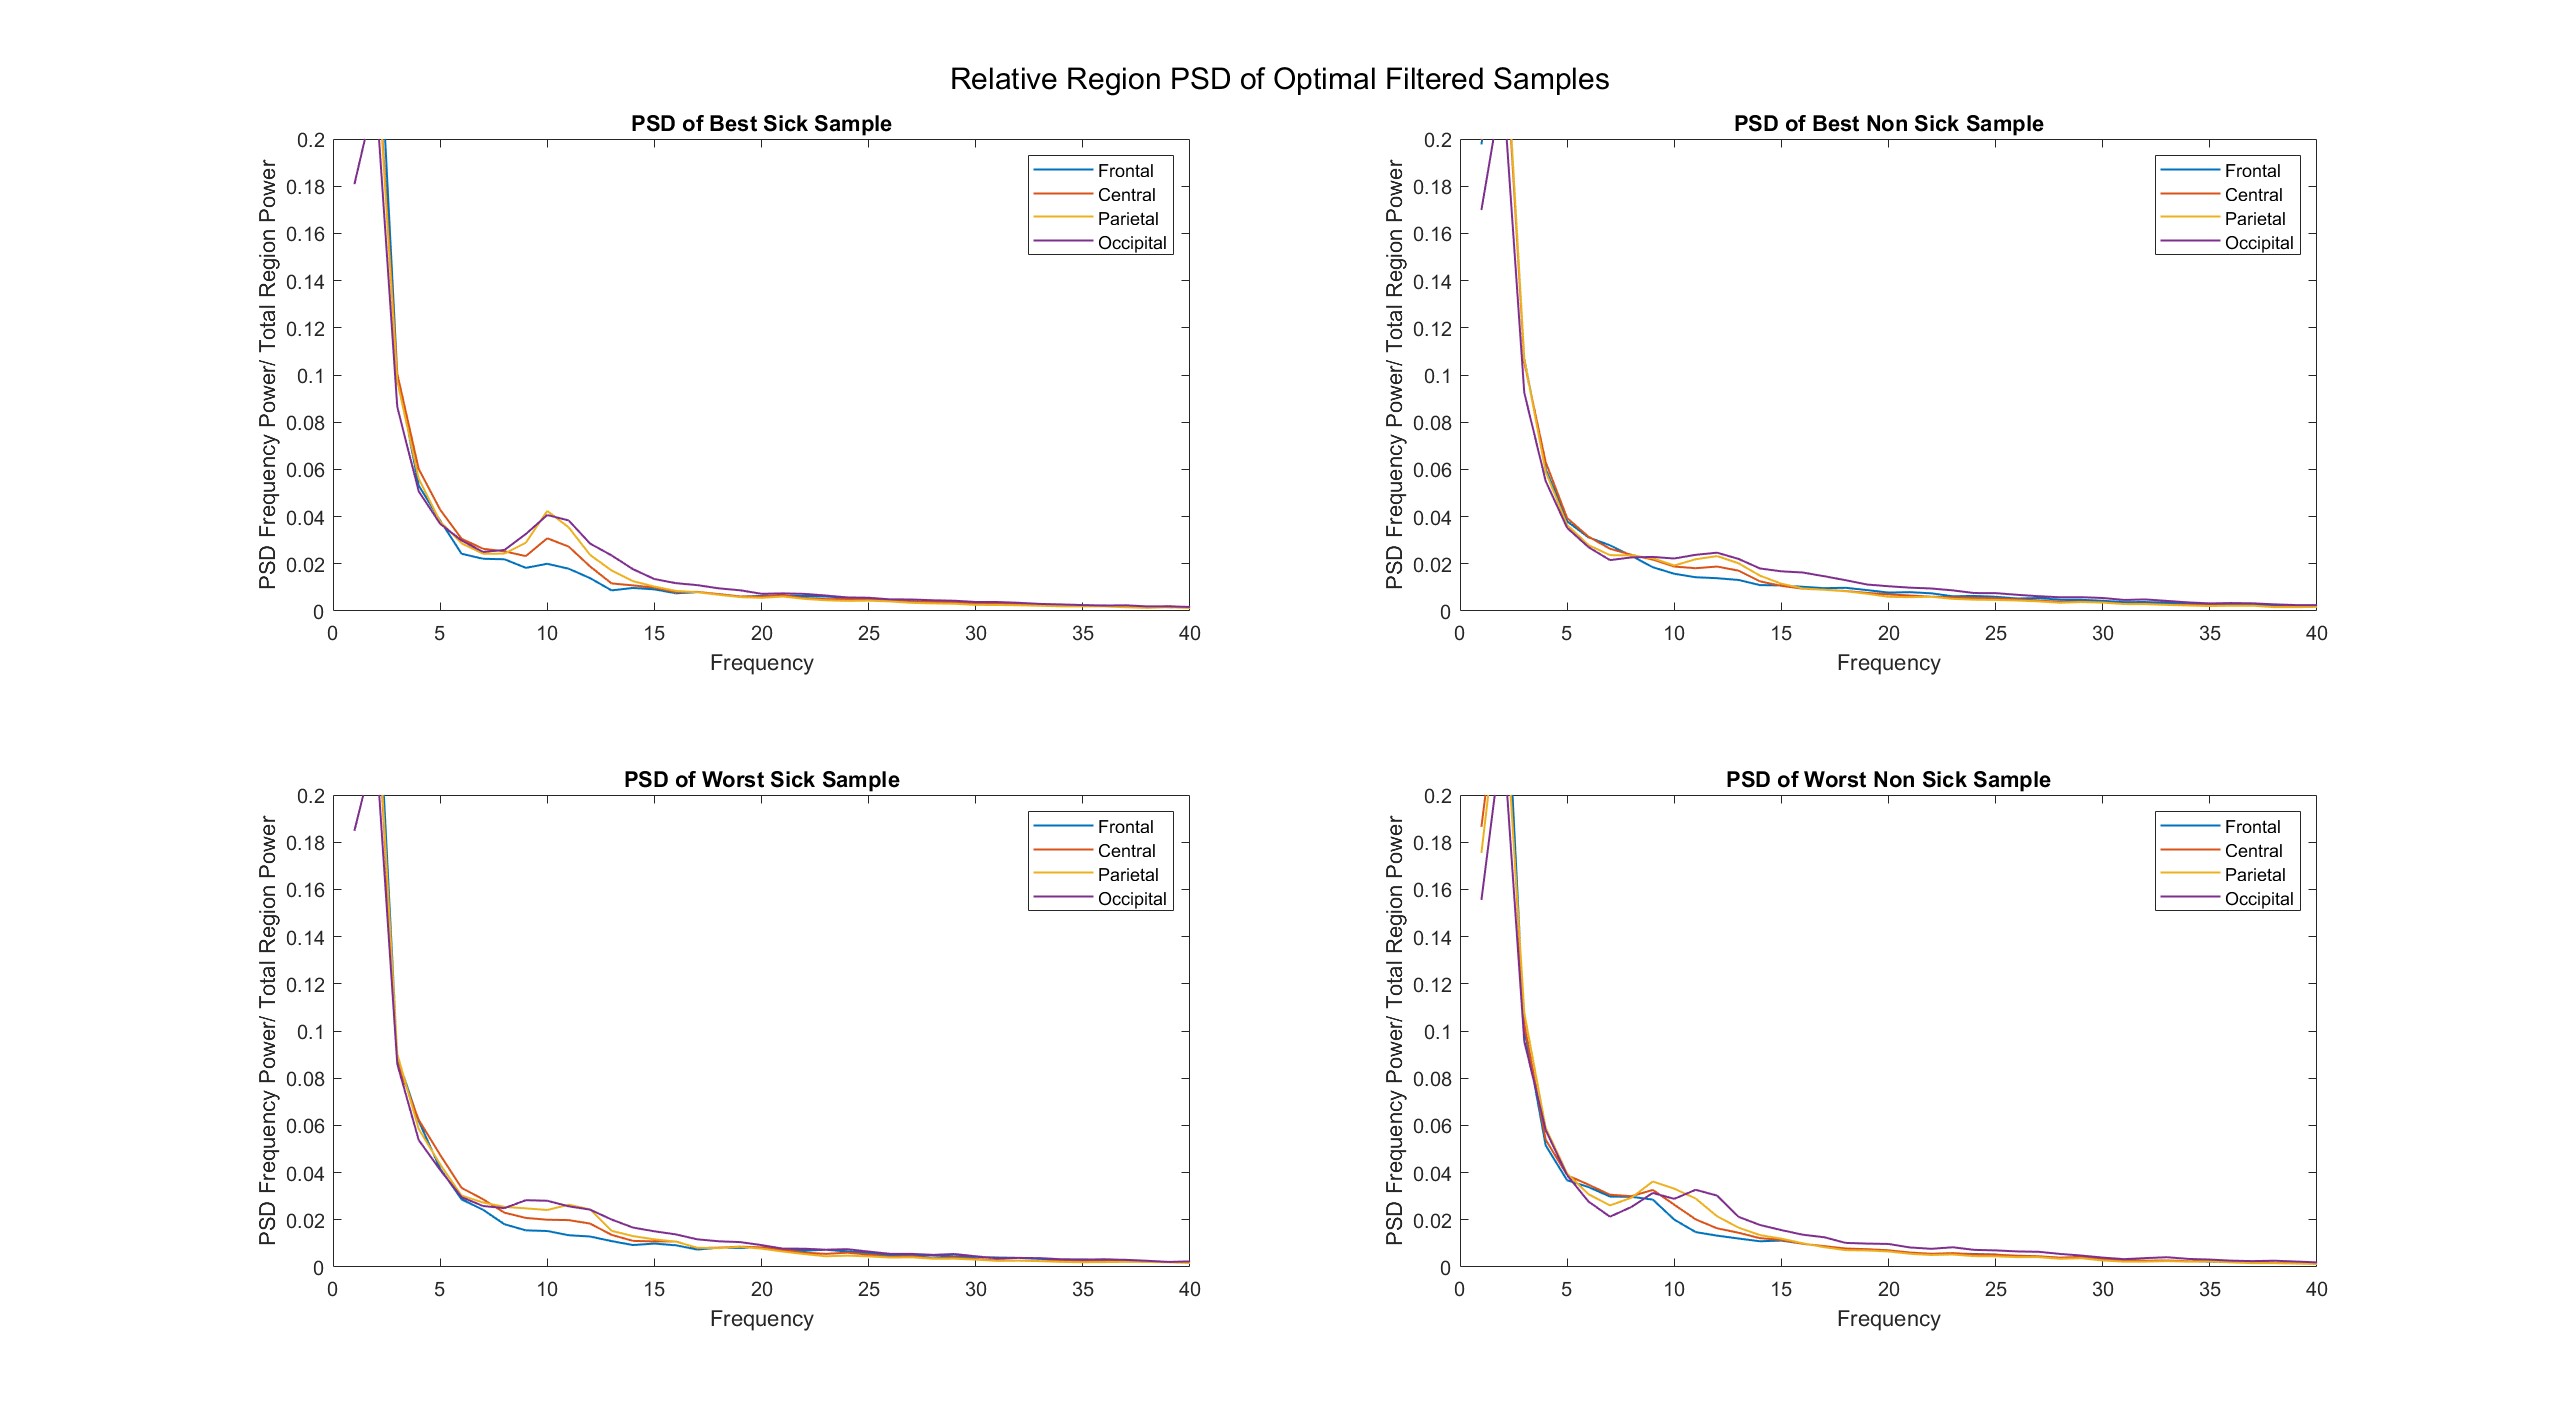 Relative Region PSD of Optimal Filtered Samples
PSD of Best Sick Sample
PSD Frequency Power/ Total Region Power
0.2
0.18
0.16
0.14
0.12
0.1
0.08
0.06
0.04
0.02
0
0 5 10 15 20 25 30 35 40
Frequency
Frontal
Central
Parietal
Occipital
PSD of Best Non Sick Sample
PSD Frequency Power/ Total Region Power
0.2
0.18
0.16
0.14
0.12
0.1
0.08
0.06
0.04
0.02
0
0 5 10 15 20 25 30 35 40
Frequency
Frontal
Central
Parietal
Occipital
PSD of Worst Sick Sample
PSD Frequency Power/ Total Region Power
0.2
0.18
0.16
0.14
0.12
0.1
0.08
0.06
0.04
0.02
0
0 5 10 15 20 25 30 35 40
Frequency
Frontal
Central
Parietal
Occipital
PSD of Worst Non Sick Sample
PSD Frequency Power/ Total Region Power
0.2
0.18
0.16
0.14
0.12
0.1
0.08
0.06
0.04
0.02
0
0 5 10 15 20 25 30 35 40
Frequency
Frontal
Central
Parietal
Occipital